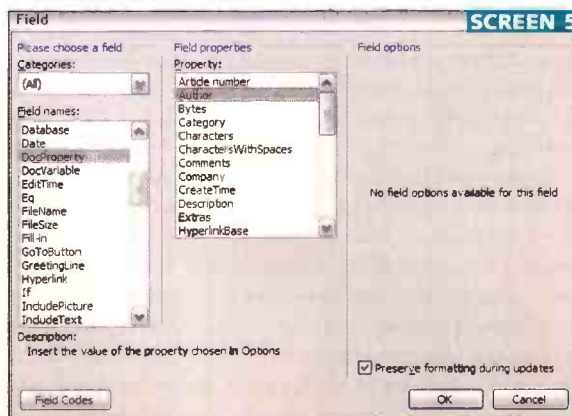 Field
SCREEN 5
Please choose a field
Categories:
(All)
Field names:
Database
Date
DocProperty
DocVariable
EditTime
Eq
FileName
FileSize
Fill-in
GoToButton
GreetingLine
Hyperlink
If
IncludePicture
IncludeText
Field properties
Property:
Article number
Author
Bytes
Category
Characters
CharactersWithSpaces
Comments
Company
CreateTime
Description
Extras
HyperlinkBase
Field options
No field options available for this field
Description:
Insert the value of the property chosen in Options
Preserve formatting during updates
Field Codes
OK
Cancel